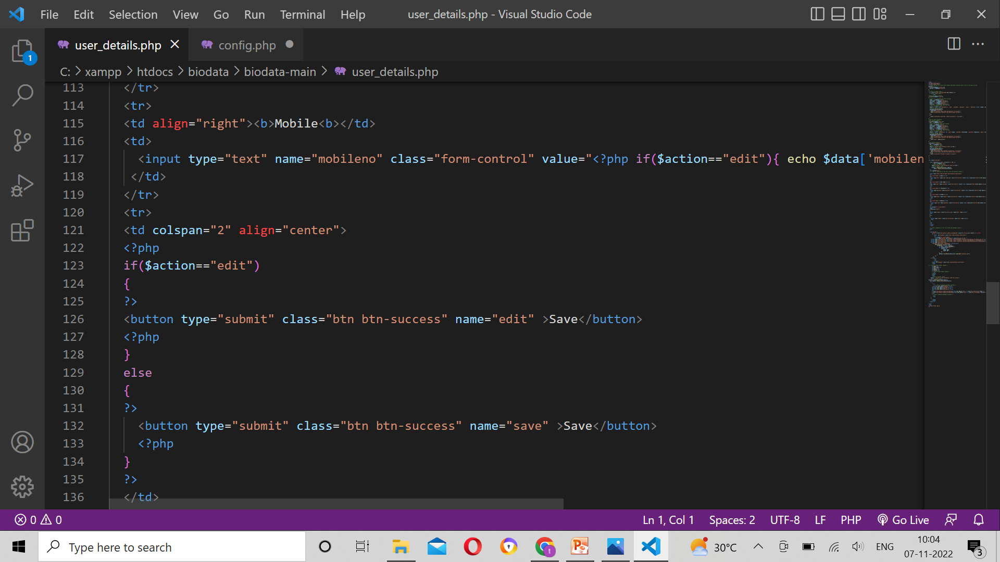 File Edit Selection View Go Run Terminal Help user_details.php - Visual Studio Code
user_details.php config.php
1
C: > xampp > htdocs > biodata > biodata-main > user_details.php
113 </tr>
114 <tr>
115 <td align="right"><b>Mobile<b></td>
116 <td>
117 <input type="text" name="mobileno" class="form-control" value="<?php if($action=="edit"){ echo $data['mobilen
118 </td>
119 </tr>
120 <tr>
121 <td colspan="2" align="center">
122 <?php
123 if($action=="edit")
124 {
125 ?>
126 <button type="submit" class="btn btn-success" name="edit" >Save</button>
127 <?php
128 }
129 else
130 {
131 ?>
132 <button type="submit" class="btn btn-success" name="save" >Save</button>
133 <?php
134 }
135 ?>
136 </td>
0 0 Ln 1, Col 1 Spaces: 2 UTF-8 LF PHP Go Live
Type here to search 30°C ENG 10:04
07-11-2022 3